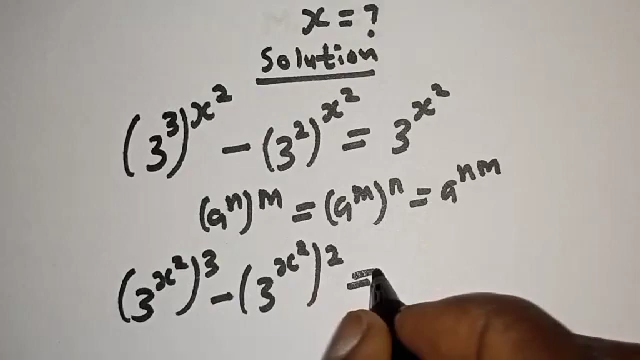 x = ?
Solution
(3³)^x² - (3²)^x² = 3^x²
(aⁿ)ᵐ = (aᵐ)ⁿ = aⁿᵐ
(3^x²)³ - (3^x²)² =